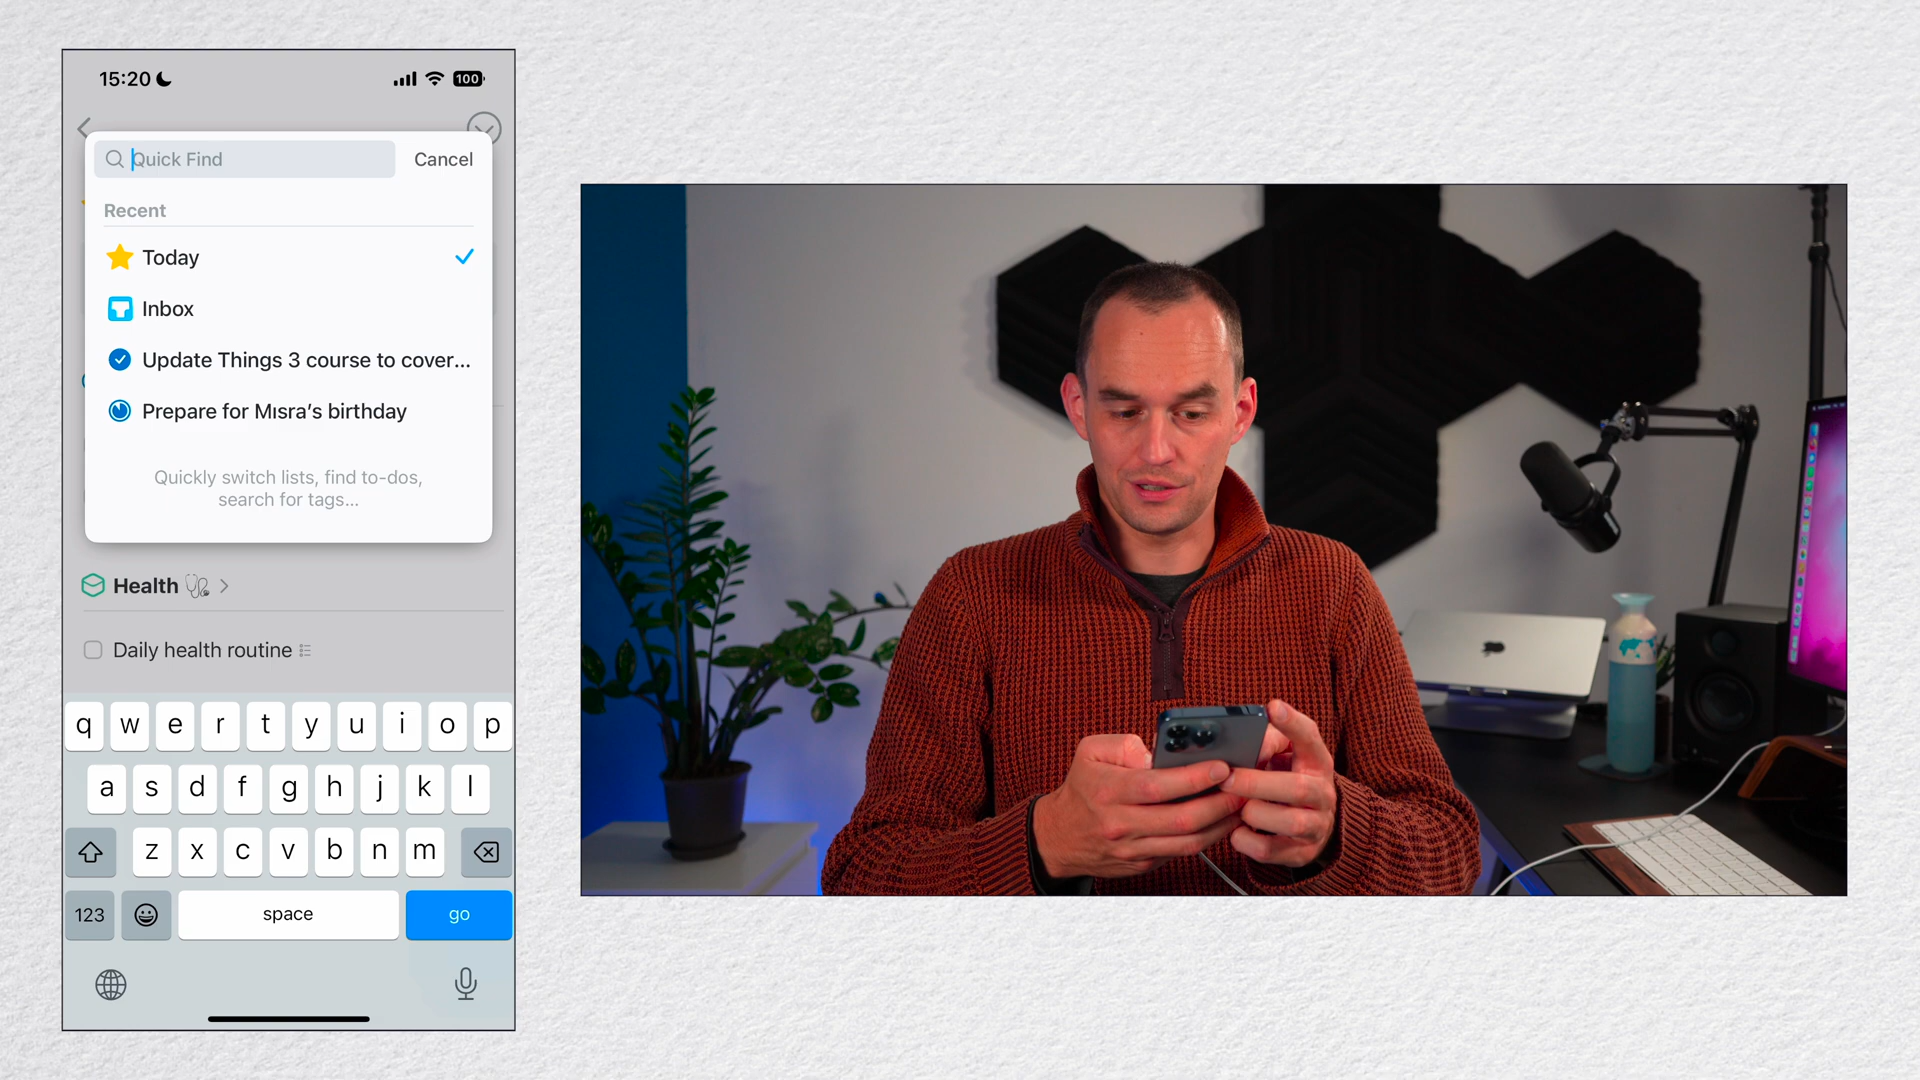 15:20
100
Quick Find
Cancel
Recent
Today
Inbox
Update Things 3 course to cover...
Prepare for Mısra's birthday
Quickly switch lists, find to-dos,
search for tags...
Health
Daily health routine
q w e r t y u i o p
a s d f g h j k l
z x c v b n m
123
space
go